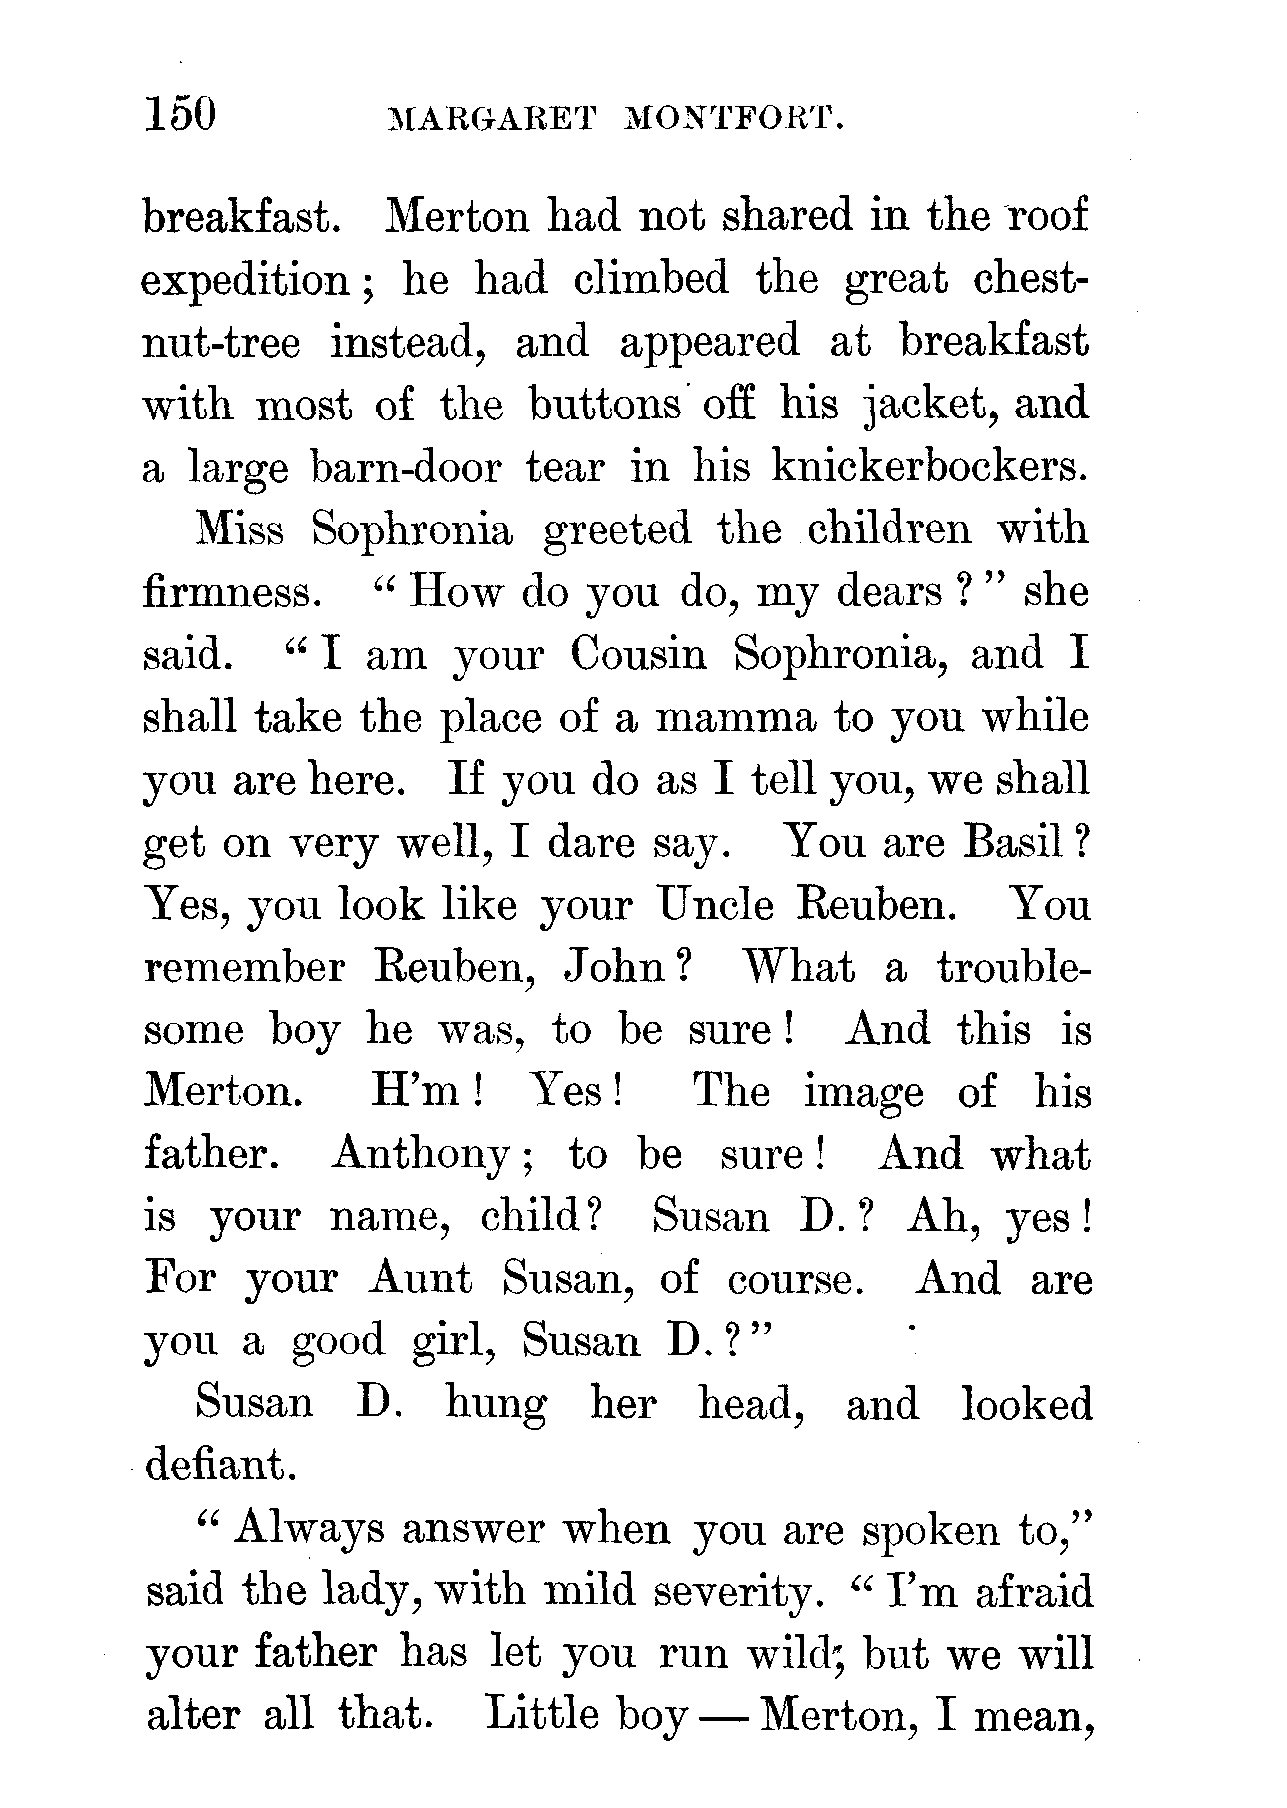 150 MARGARET MONTFORT.
breakfast. Merton had not shared in the roof
expedition ; he had climbed the great chest-
nut-tree instead, and appeared at breakfast
with most of the buttons off his jacket, and
a large barn-door tear in his knickerbockers.
Miss Sophronia greeted the children with
firmness. “ How do you do, my dears ? ” she
said. “ I am your Cousin Sophronia, and I
shall take the place of a mamma to you while
you are here. If you do as I tell you, we shall
get on very well, I dare say. You are Basil ?
Yes, you look like your Uncle Reuben. You
remember Reuben, John ? What a trouble-
some boy he was, to be sure ! And this is
Merton. H’m ! Yes ! The image of his
father. Anthony ; to be sure ! And what
is your name, child ? Susan D. ? Ah, yes !
For your Aunt Susan, of course. And are
you a good girl, Susan D. ? ”
Susan D. hung her head, and looked
defiant.
“ Always answer when you are spoken to,”
said the lady, with mild severity. “ I’m afraid
your father has let you run wild; but we will
alter all that. Little boy — Merton, I mean,